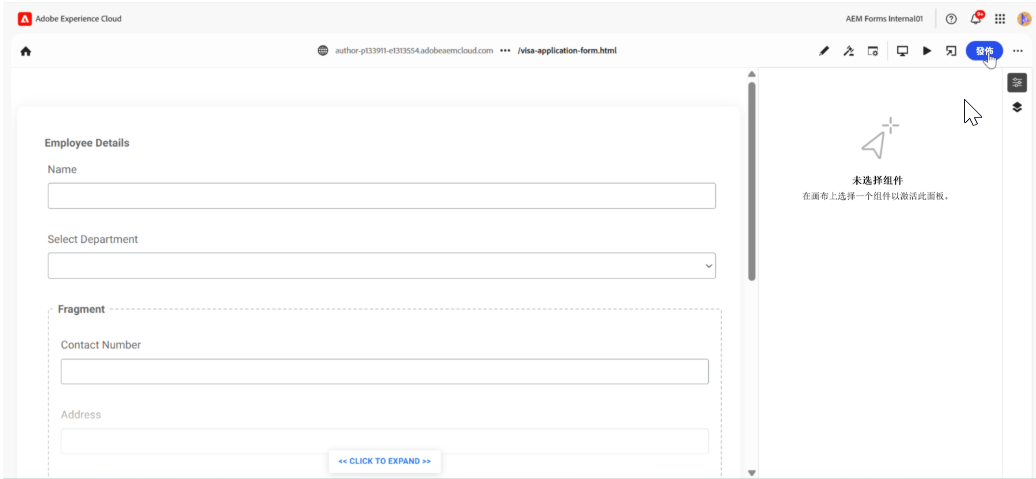 Adobe Experience Cloud
AEM Forms Internal01
9+
author-p133911-e1313554.adobeaemcloud.com ••• /visa-application-form.html
發佈
Employee Details
Name
Select Department
Fragment
Contact Number
Address
<< CLICK TO EXPAND >>
未选择组件
在画布上选择一个组件以激活此面板。